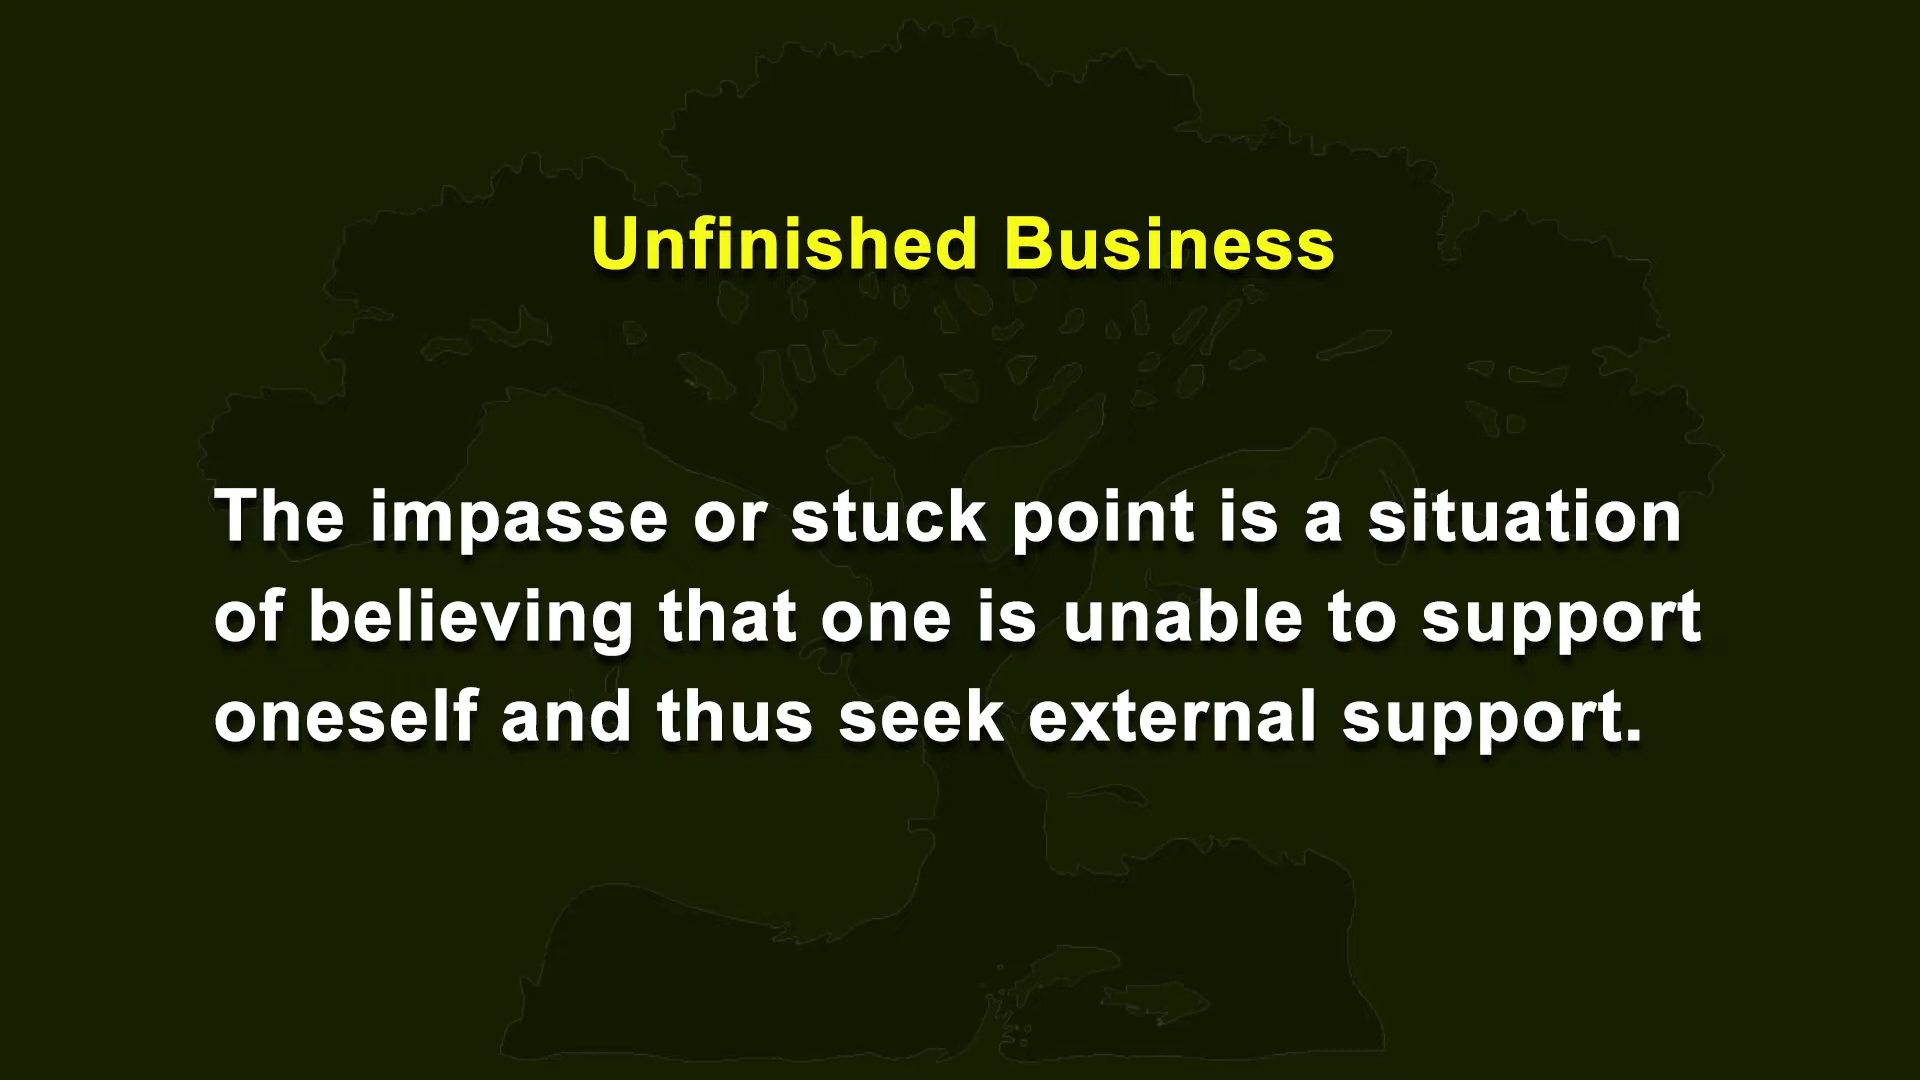 Unfinished Business
The impasse or stuck point is a situation
of believing that one is unable to support
oneself and thus seek external support.